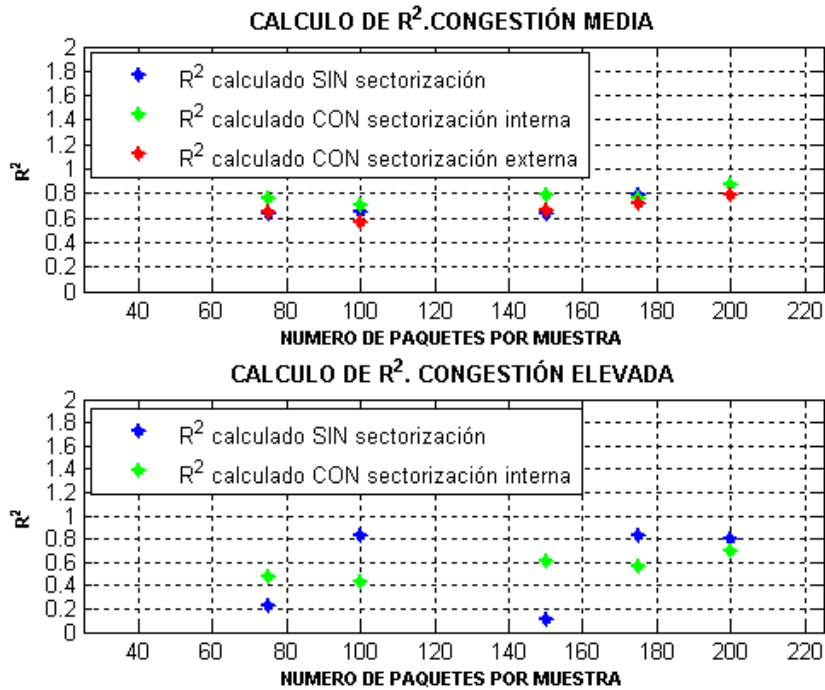 CALCULO DE R².CONGESTIÓN MEDIA
2
1.8
1.6
1.4
1.2
1
0.8
0.6
0.4
0.2
0
R²
R² calculado SIN sectorización
R² calculado CON sectorización interna
R² calculado CON sectorización externa
40 60 80 100 120 140 160 180 200 220
NUMERO DE PAQUETES POR MUESTRA
CALCULO DE R². CONGESTIÓN ELEVADA
2
1.8
1.6
1.4
1.2
1
0.8
0.6
0.4
0.2
0
R²
R² calculado SIN sectorización
R² calculado CON sectorización interna
40 60 80 100 120 140 160 180 200 220
NUMERO DE PAQUETES POR MUESTRA